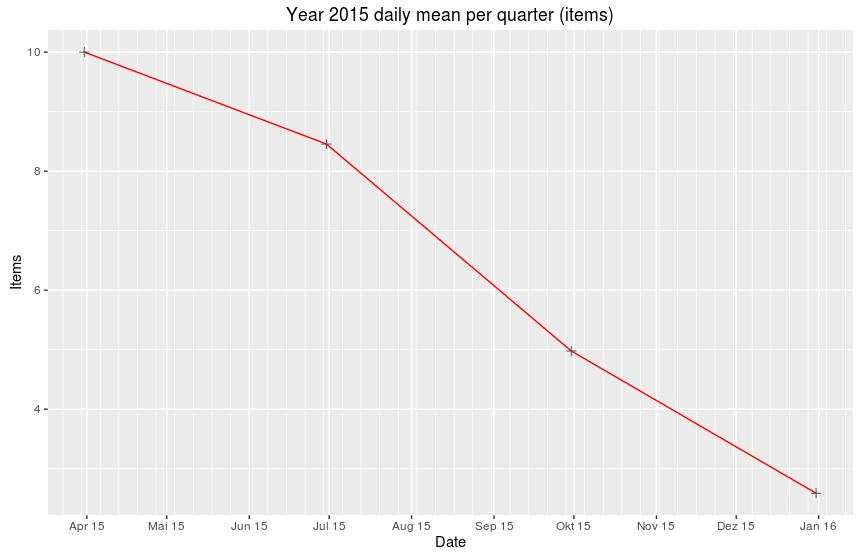 Year 2015 daily mean per quarter (items)
10
8
6
4
Items
Apr 15 Mai 15 Jun 15 Jul 15 Aug 15 Sep 15 Okt 15 Nov 15 Dez 15 Jan 16
Date